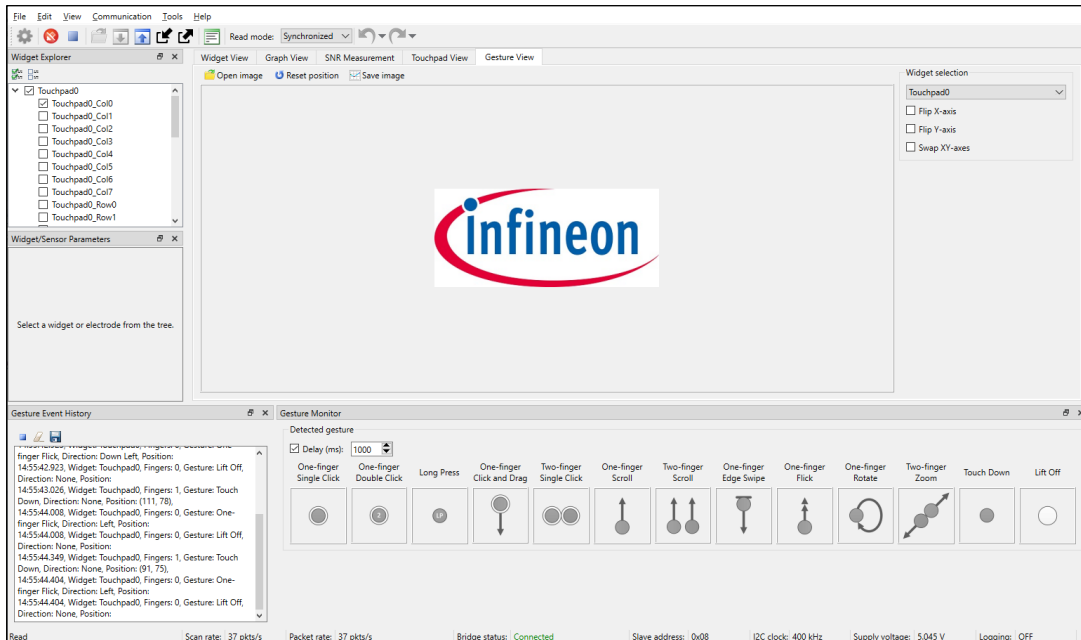 File Edit View Communication Tools Help
Read mode: Synchronized
Widget Explorer
Touchpad0
Touchpad0_Col0
Touchpad0_Col1
Touchpad0_Col2
Touchpad0_Col3
Touchpad0_Col4
Touchpad0_Col5
Touchpad0_Col6
Touchpad0_Col7
Touchpad0_Row0
Touchpad0_Row1
Widget/Sensor Parameters
Select a widget or electrode from the tree.
Widget View Graph View SNR Measurement Touchpad View Gesture View
Open image Reset position Save image
infineon
Widget selection
Touchpad0
Flip X-axis
Flip Y-axis
Swap XY-axes
Gesture Event History
14:55:42.923, Widget: Touchpad0, Fingers: 0, Gesture: One-
finger Flick, Direction: Down Left, Position:
14:55:42.923, Widget: Touchpad0, Fingers: 0, Gesture: Lift Off,
Direction: None, Position:
14:55:43.026, Widget: Touchpad0, Fingers: 1, Gesture: Touch
Down, Direction: None, Position: (111, 78),
14:55:44.008, Widget: Touchpad0, Fingers: 0, Gesture: One-
finger Flick, Direction: Left, Position:
14:55:44.008, Widget: Touchpad0, Fingers: 0, Gesture: Lift Off,
Direction: None, Position:
14:55:44.349, Widget: Touchpad0, Fingers: 1, Gesture: Touch
Down, Direction: None, Position: (91, 75),
14:55:44.404, Widget: Touchpad0, Fingers: 0, Gesture: One-
finger Flick, Direction: Left, Position:
14:55:44.404, Widget: Touchpad0, Fingers: 0, Gesture: Lift Off,
Direction: None, Position:
Gesture Monitor
Detected gesture
Delay (ms): 1000
One-finger Single Click
One-finger Double Click
2
Long Press
LP
One-finger Click and Drag
Two-finger Single Click
One-finger Scroll
Two-finger Scroll
One-finger Edge Swipe
One-finger Flick
One-finger Rotate
Two-finger Zoom
Touch Down
Lift Off
Read Scan rate: 37 pkts/s Packet rate: 37 pkts/s Bridge status: Connected Slave address: 0x08 I2C clock: 400 kHz Supply voltage: 5.045 V Logging: OFF